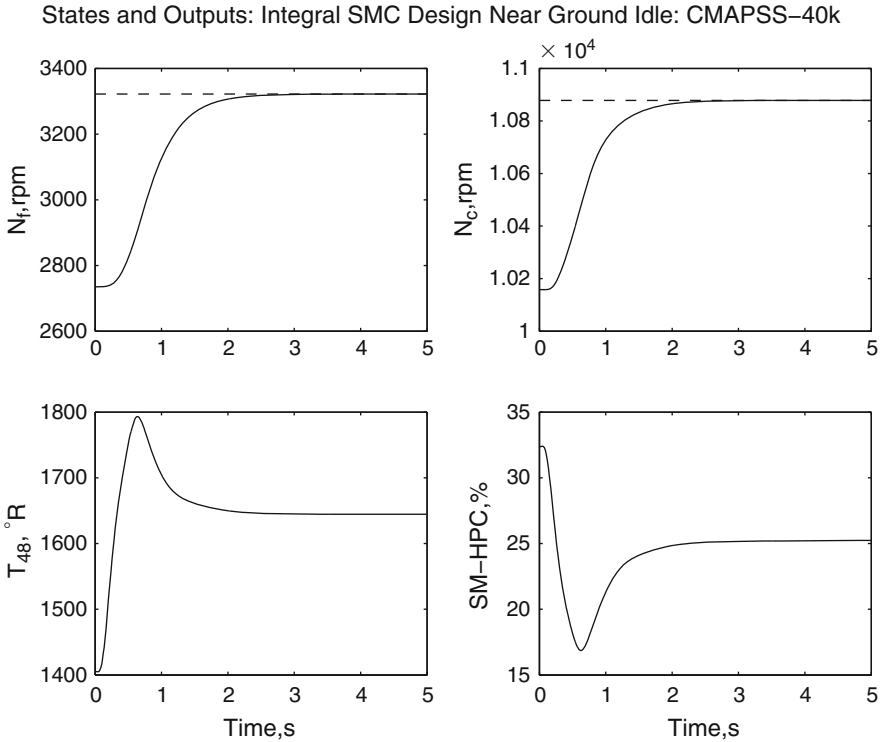 States and Outputs: Integral SMC Design Near Ground Idle: CMAPSS−40k
3400
3200
3000
2800
2600
N_f,rpm
0 1 2 3 4 5
× 10^4
1.1
1.08
1.06
1.04
1.02
1
N_c,rpm
0 1 2 3 4 5
1800
1700
1600
1500
1400
T_48, °R
0 1 2 3 4 5
Time,s
35
30
25
20
15
SM−HPC,%
0 1 2 3 4 5
Time,s